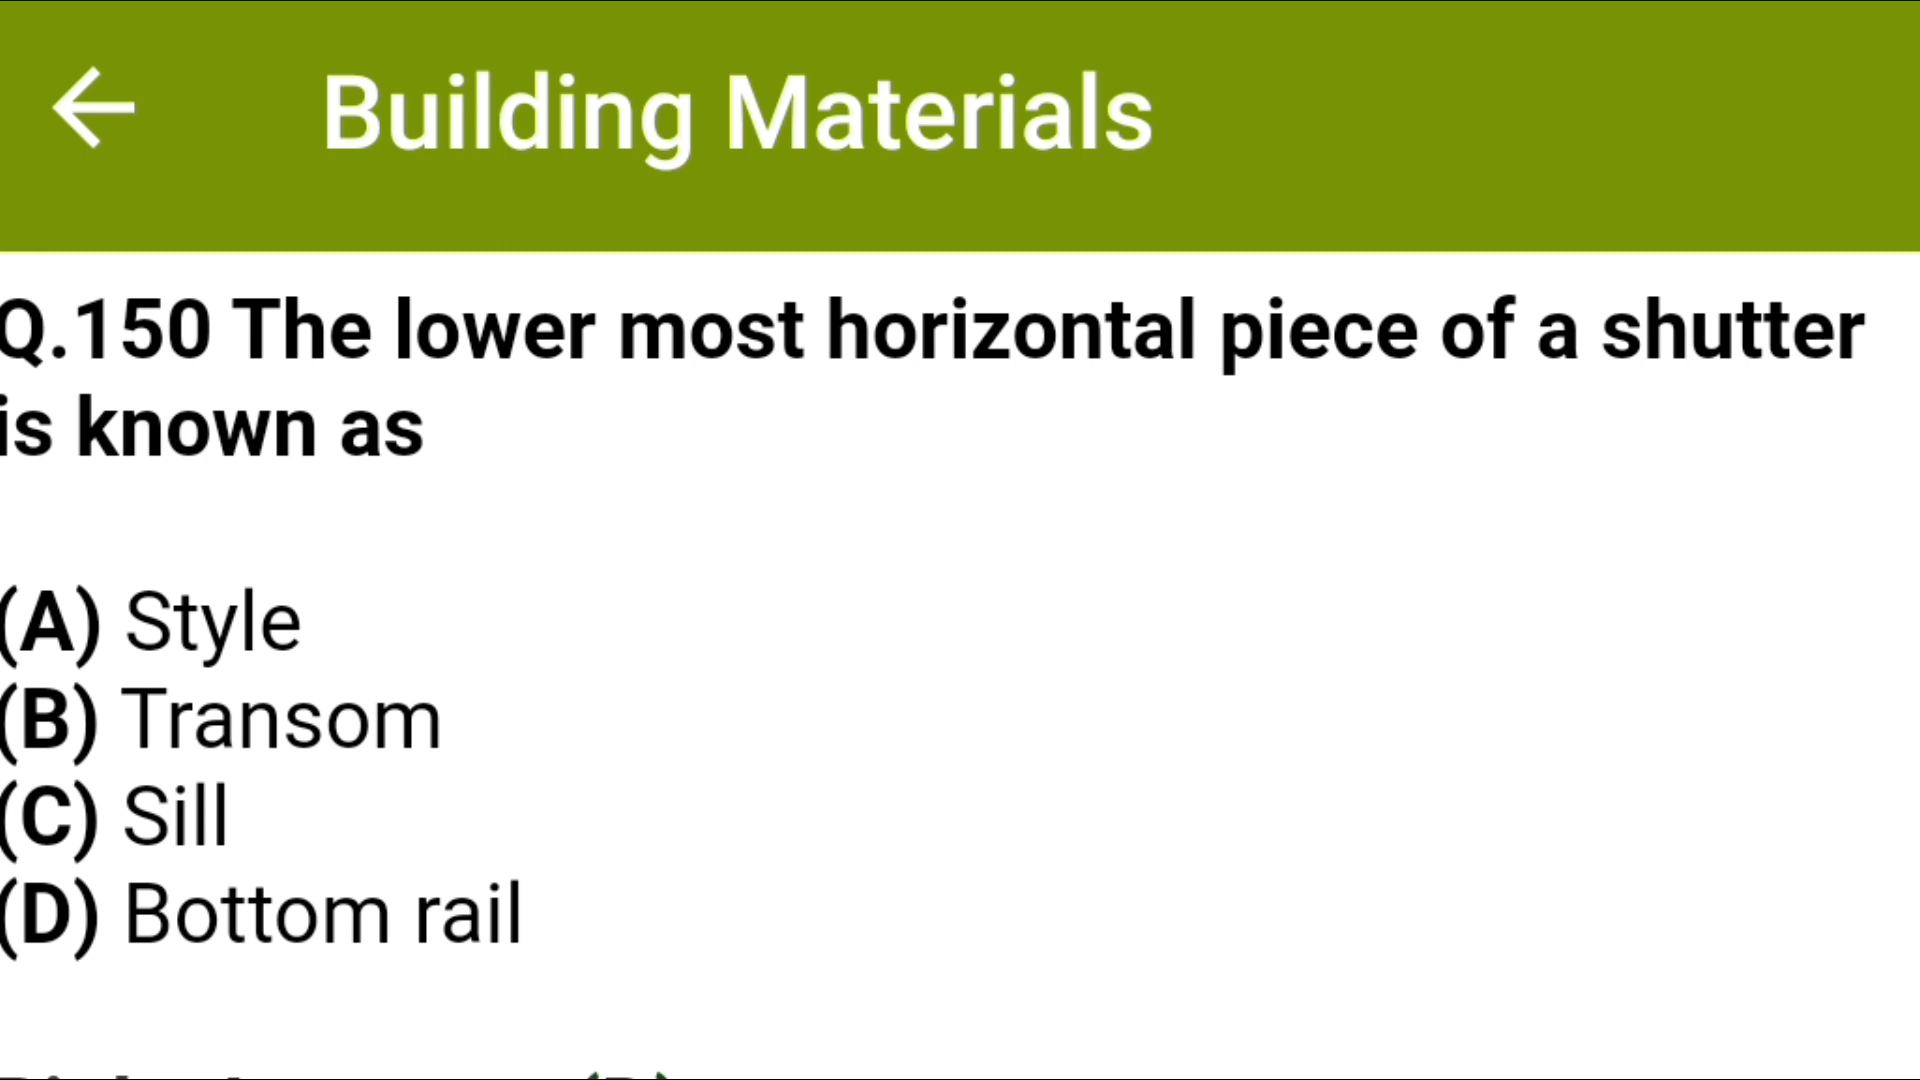 Building Materials
Q.150 The lower most horizontal piece of a shutter
is known as
(A) Style
(B) Transom
(C) Sill
(D) Bottom rail